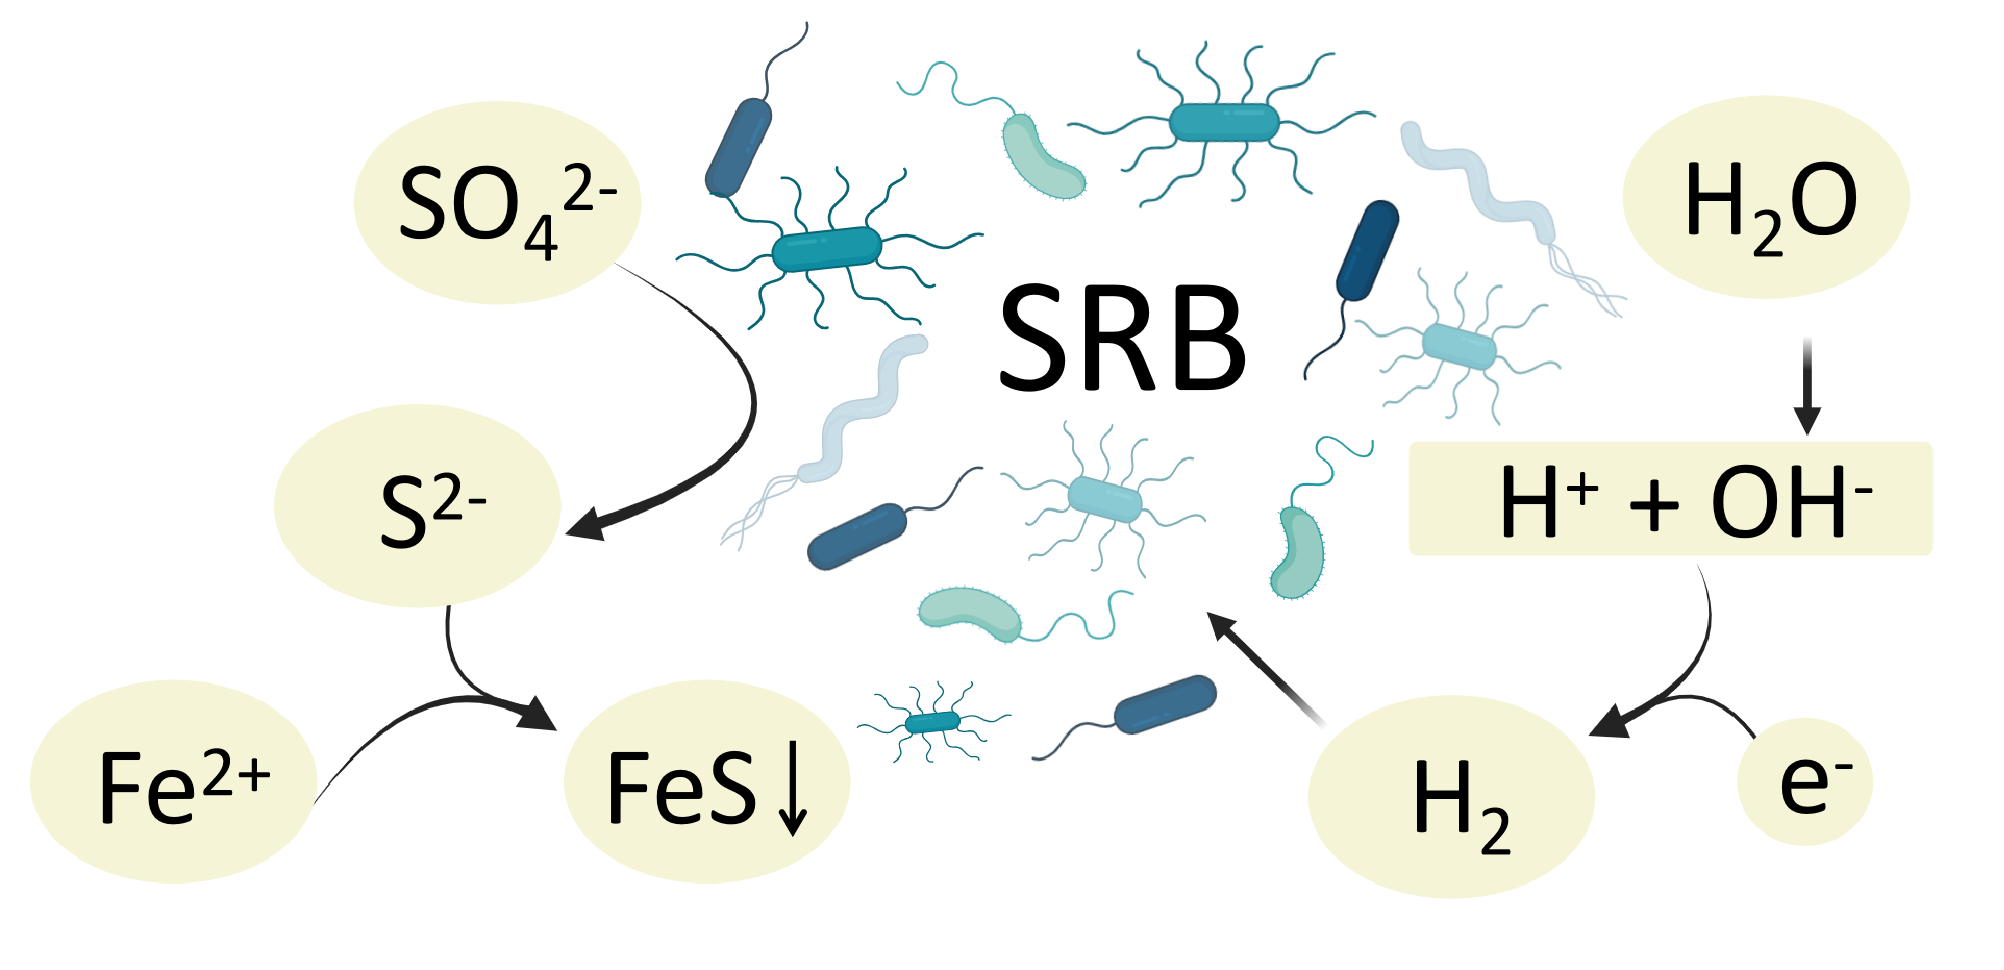 SO₄²⁻
H₂O
SRB
S²⁻
H⁺ + OH⁻
Fe²⁺
FeS↓
H₂
e⁻